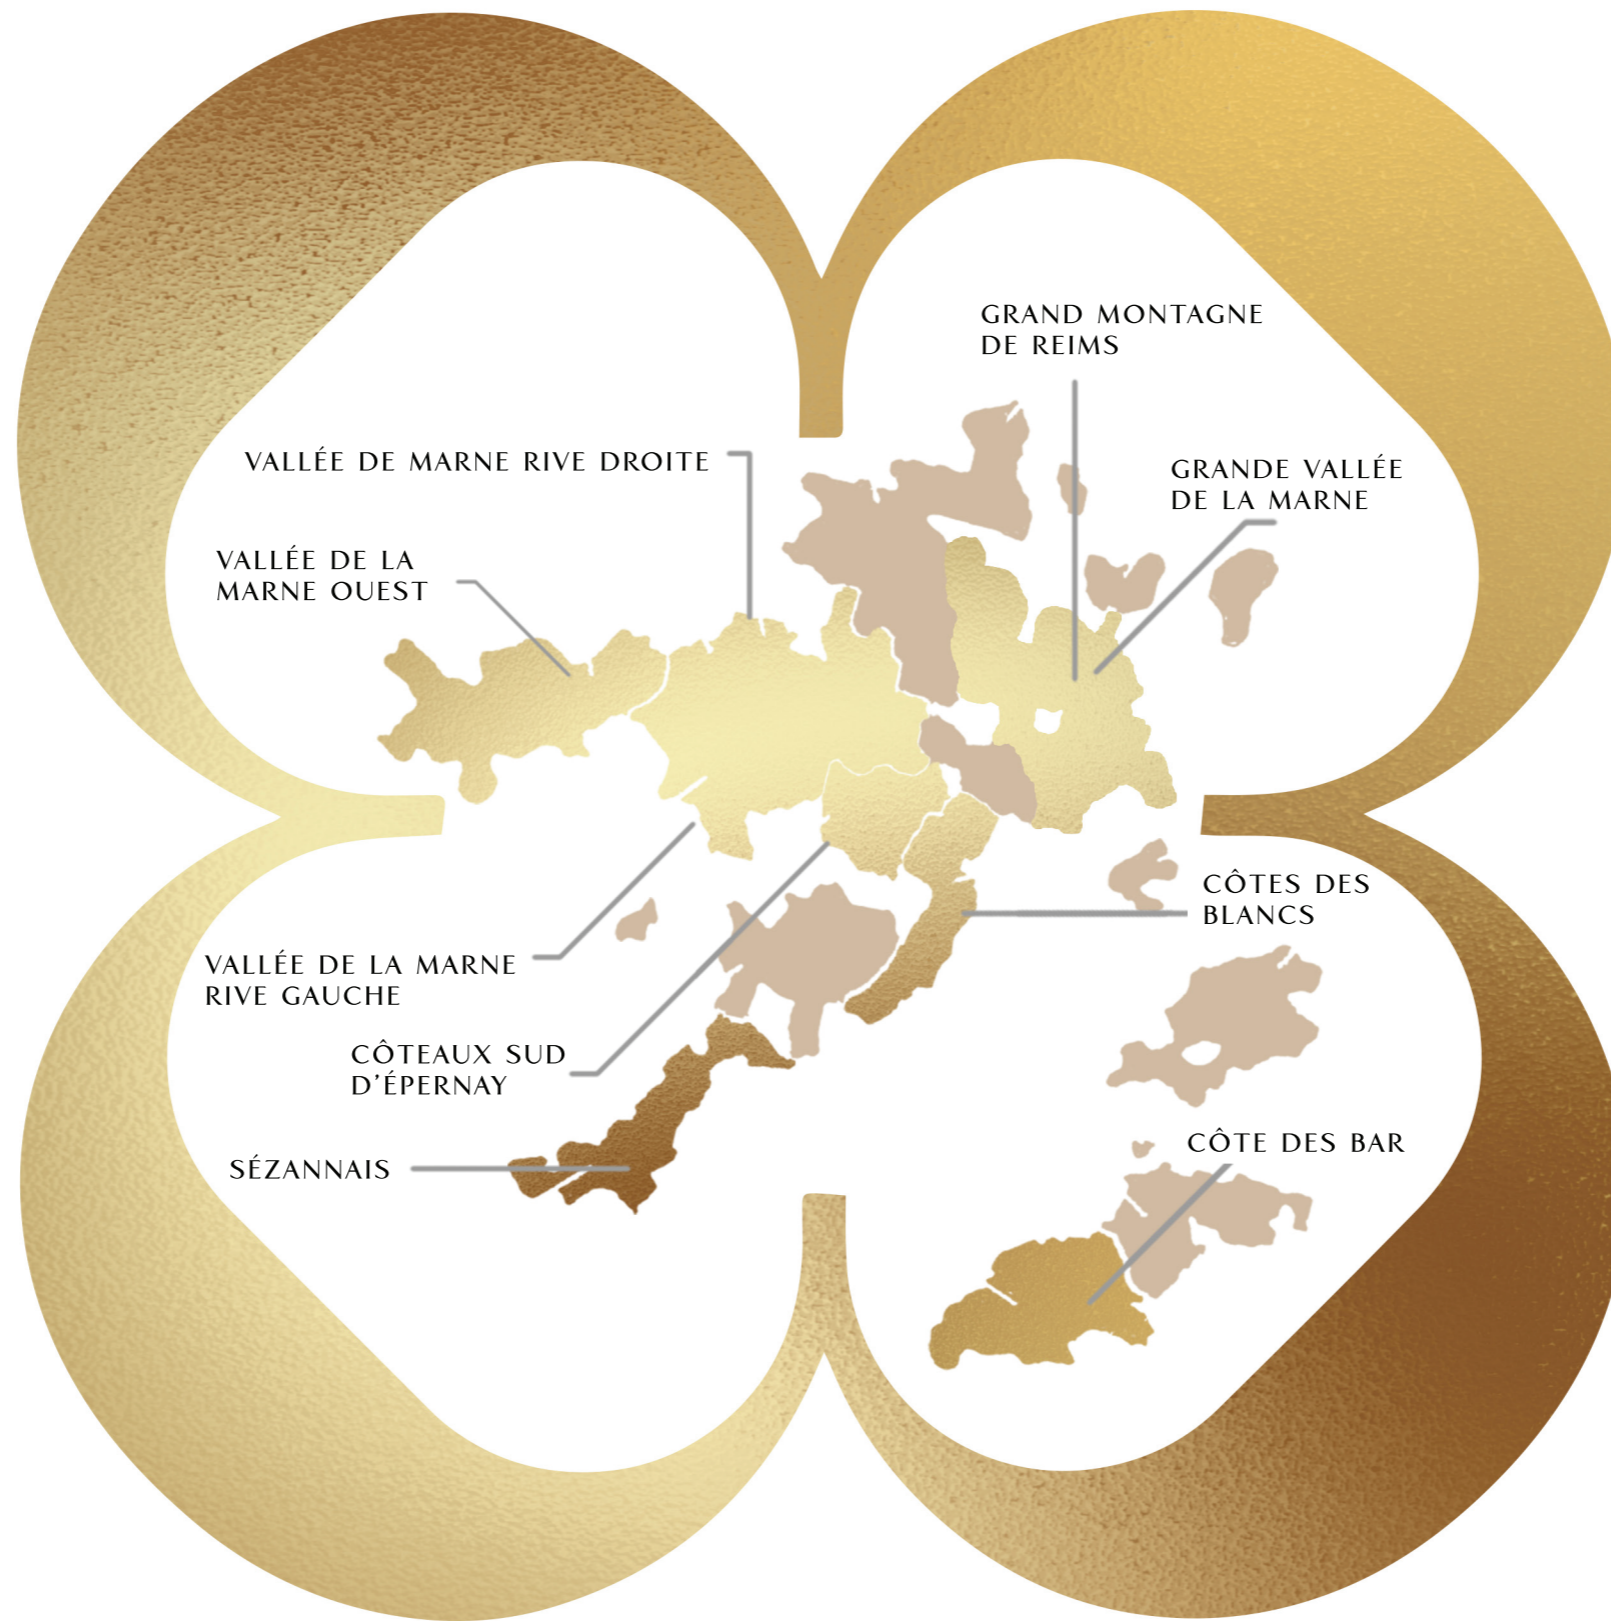 GRAND MONTAGNE
DE REIMS
VALLÉE DE MARNE RIVE DROITE
GRANDE VALLÉE
DE LA MARNE
VALLÉE DE LA
MARNE OUEST
CÔTES DES
BLANCS
VALLÉE DE LA MARNE
RIVE GAUCHE
CÔTEAUX SUD
D'ÉPERNAY
CÔTE DES BAR
SÉZANNAIS